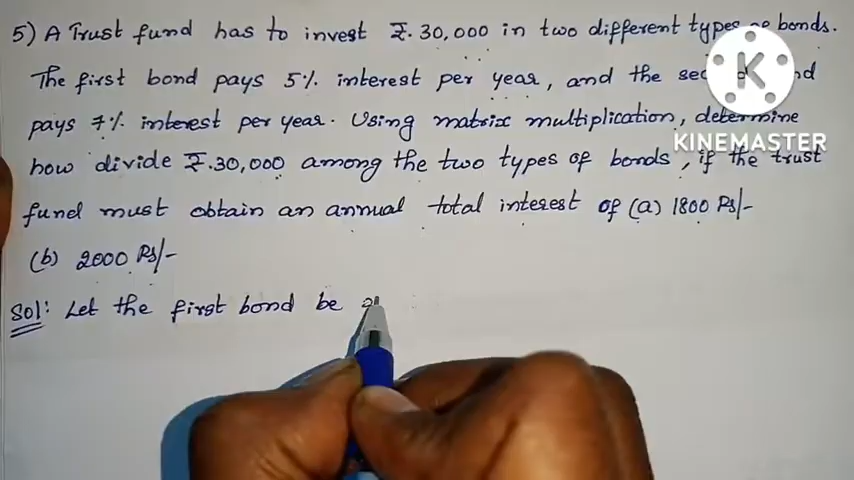 5) A Trust fund has to invest ₹. 30,000 in two different types of bonds.
The first bond pays 5% interest per year, and the second bond
pays 7% interest per year. Using matrix multiplication, determine
how divide ₹.30,000 among the two types of bonds, if the trust
fund must obtain an annual total interest of (a) 1800 Rs/-
(b) 2000 Rs/-
Sol: Let the first bond be
K
KINEMASTER